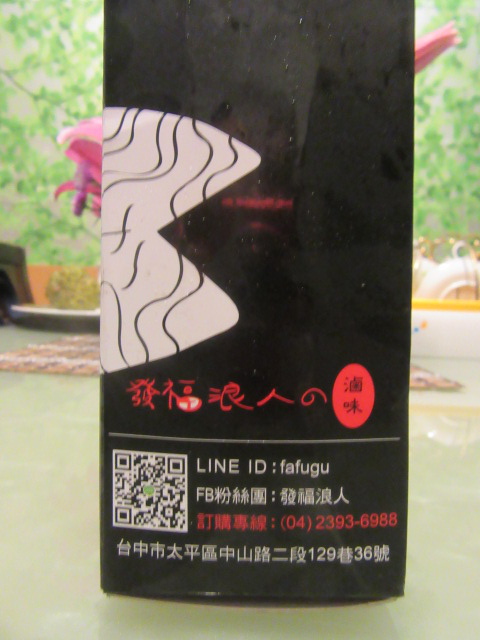 發福浪人の滷味
LINE ID：fafugu
FB粉絲團：發福浪人
訂購專線：(04) 2393-6988
台中市太平區中山路二段129巷36號